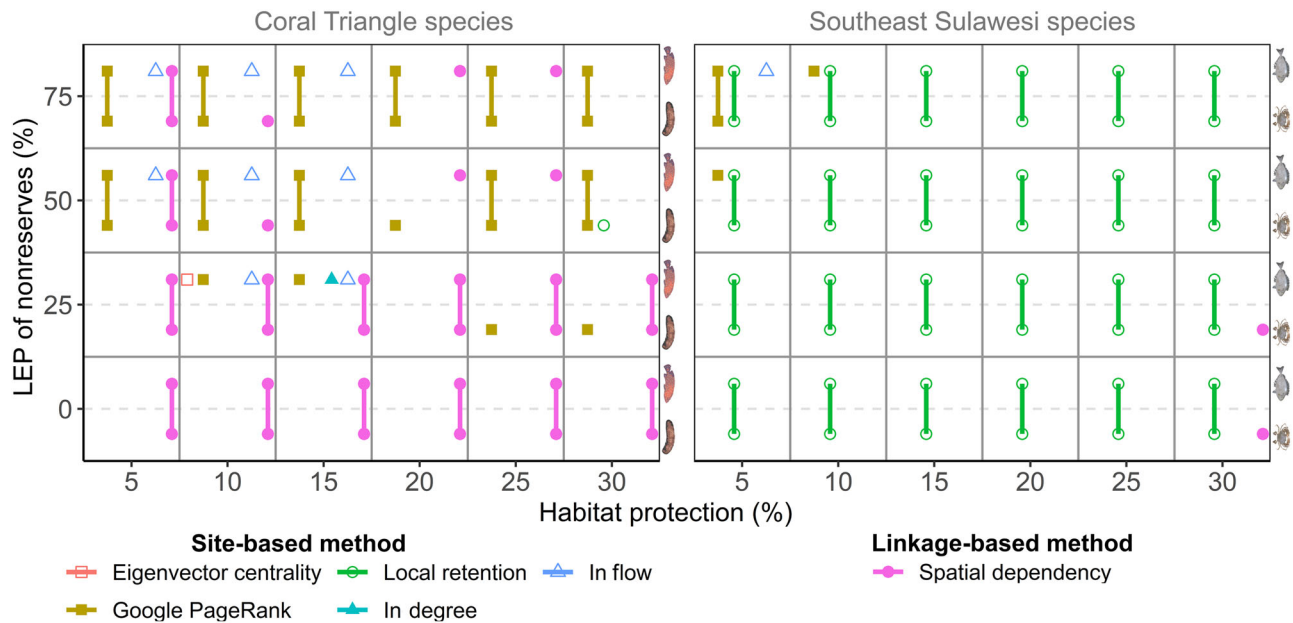 Coral Triangle species
Southeast Sulawesi species
LEP of nonreserves (%)
75
50
25
0
5 10 15 20 25 30
5 10 15 20 25 30
Habitat protection (%)
Site-based method
Eigenvector centrality
Local retention
In flow
Google PageRank
In degree
Linkage-based method
Spatial dependency